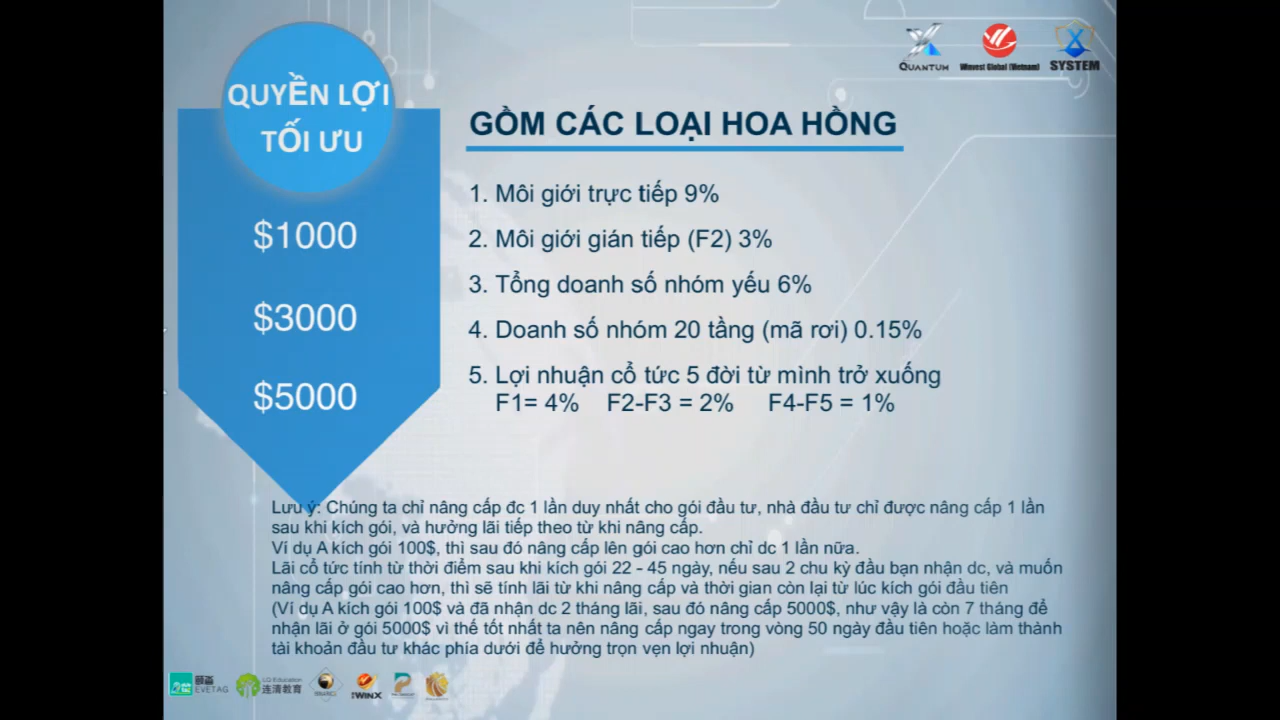 QUYỀN LỢI
TỐI ƯU
$1000
$3000
$5000
QUANTUM
Winvest Global (Vietnam)
SYSTEM
GỒM CÁC LOẠI HOA HỒNG
1. Môi giới trực tiếp 9%
2. Môi giới gián tiếp (F2) 3%
3. Tổng doanh số nhóm yếu 6%
4. Doanh số nhóm 20 tầng (mã rơi) 0.15%
5. Lợi nhuận cổ tức 5 đời từ mình trở xuống
F1= 4% F2-F3 = 2% F4-F5 = 1%
Lưu ý: Chúng ta chỉ nâng cấp đc 1 lần duy nhất cho gói đầu tư, nhà đầu tư chỉ được nâng cấp 1 lần
sau khi kích gói, và hưởng lãi tiếp theo từ khi nâng cấp.
Ví dụ A kích gói 100$, thì sau đó nâng cấp lên gói cao hơn chỉ dc 1 lần nữa.
Lãi cổ tức tính từ thời điểm sau khi kích gói 22 - 45 ngày, nếu sau 2 chu kỳ đầu bạn nhận dc, và muốn
nâng cấp gói cao hơn, thì sẽ tính lãi từ khi nâng cấp và thời gian còn lại từ lúc kích gói đầu tiên
(Ví dụ A kích gói 100$ và đã nhận dc 2 tháng lãi, sau đó nâng cấp 5000$, như vậy là còn 7 tháng để
nhận lãi ở gói 5000$ vì thế tốt nhất ta nên nâng cấp ngay trong vòng 50 ngày đầu tiên hoặc làm thành
tài khoản đầu tư khác phía dưới để hưởng trọn vẹn lợi nhuận)
EVETAG
LQ Education
连清教育
WINX